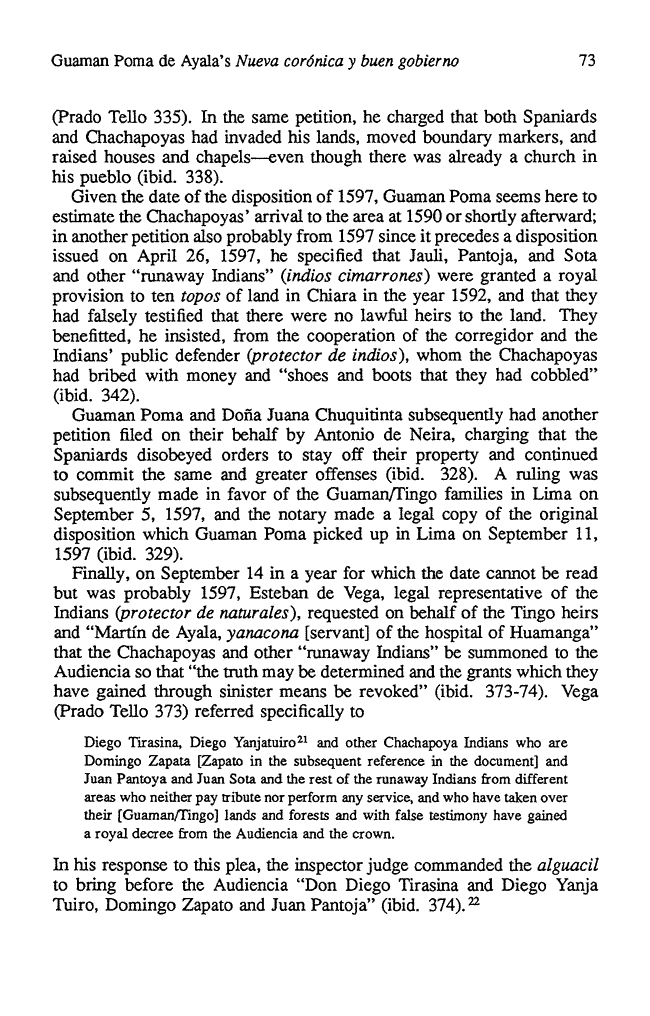 Guaman Poma de Ayala's Nueva corónica y buen gobierno 73
(Prado Tello 335). In the same petition, he charged that both Spaniards
and Chachapoyas had invaded his lands, moved boundary markers, and
raised houses and chapels—even though there was already a church in
his pueblo (ibid. 338).
Given the date of the disposition of 1597, Guaman Poma seems here to
estimate the Chachapoyas' arrival to the area at 1590 or shortly afterward;
in another petition also probably from 1597 since it precedes a disposition
issued on April 26, 1597, he specified that Jauli, Pantoja, and Sota
and other "runaway Indians" (indios cimarrones) were granted a royal
provision to ten topos of land in Chiara in the year 1592, and that they
had falsely testified that there were no lawful heirs to the land. They
benefitted, he insisted, from the cooperation of the corregidor and the
Indians' public defender (protector de indios), whom the Chachapoyas
had bribed with money and "shoes and boots that they had cobbled"
(ibid. 342).
Guaman Poma and Doña Juana Chuquitinta subsequently had another
petition filed on their behalf by Antonio de Neira, charging that the
Spaniards disobeyed orders to stay off their property and continued
to commit the same and greater offenses (ibid. 328). A ruling was
subsequently made in favor of the Guaman/Tingo families in Lima on
September 5, 1597, and the notary made a legal copy of the original
disposition which Guaman Poma picked up in Lima on September 11,
1597 (ibid. 329).
Finally, on September 14 in a year for which the date cannot be read
but was probably 1597, Esteban de Vega, legal representative of the
Indians (protector de naturales), requested on behalf of the Tingo heirs
and "Martín de Ayala, yanacona [servant] of the hospital of Huamanga"
that the Chachapoyas and other "runaway Indians" be summoned to the
Audiencia so that "the truth may be determined and the grants which they
have gained through sinister means be revoked" (ibid. 373-74). Vega
(Prado Tello 373) referred specifically to
Diego Tirasina, Diego Yanjatuiro21 and other Chachapoya Indians who are
Domingo Zapata [Zapato in the subsequent reference in the document] and
Juan Pantoya and Juan Sota and the rest of the runaway Indians from different
areas who neither pay tribute nor perform any service, and who have taken over
their [Guaman/Tingo] lands and forests and with false testimony have gained
a royal decree from the Audiencia and the crown.
In his response to this plea, the inspector judge commanded the alguacil
to bring before the Audiencia "Don Diego Tirasina and Diego Yanja
Tuiro, Domingo Zapato and Juan Pantoja" (ibid. 374).22